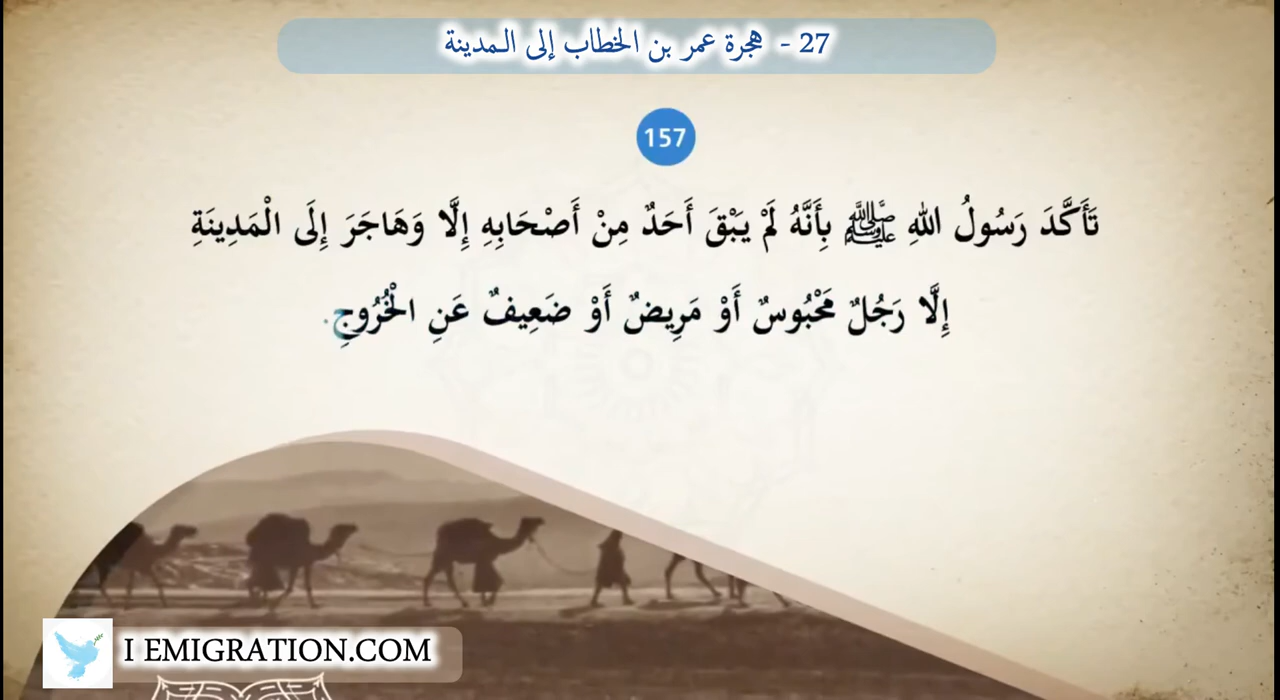 27 - هجرة عمر بن الخطاب إلى المدينة
157
تَأَكَّدَ رَسُولُ اللهِ ﷺ بِأَنَّهُ لَمْ يَبْقَ أَحَدٌ مِنْ أَصْحَابِهِ إِلَّا وَهَاجَرَ إِلَى الْمَدِينَةِ
إِلَّا رَجُلٌ مَحْبُوسٌ أَوْ مَرِيضٌ أَوْ ضَعِيفٌ عَنِ الْخُرُوجِ.
I EMIGRATION.COM